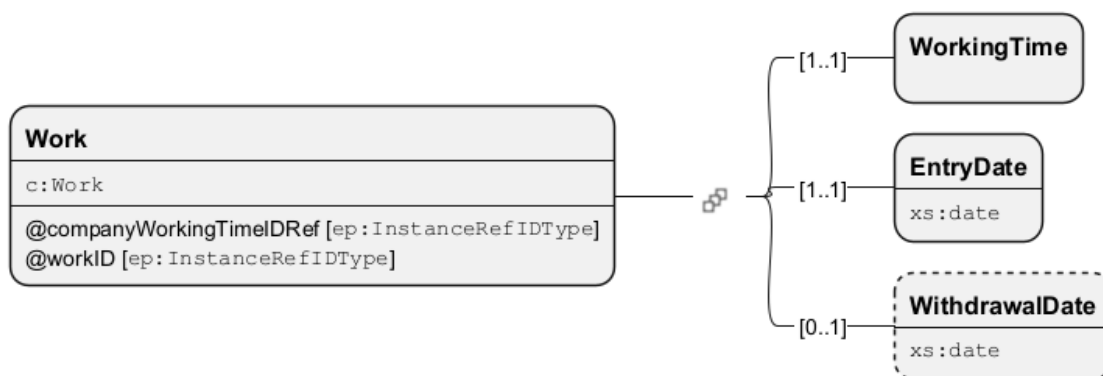 Work
c:Work
@companyWorkingTimeIDRef [ep:InstanceRefIDType]
@workID [ep:InstanceRefIDType]
[1..1]
WorkingTime
[1..1]
EntryDate
xs:date
[0..1]
WithdrawalDate
xs:date